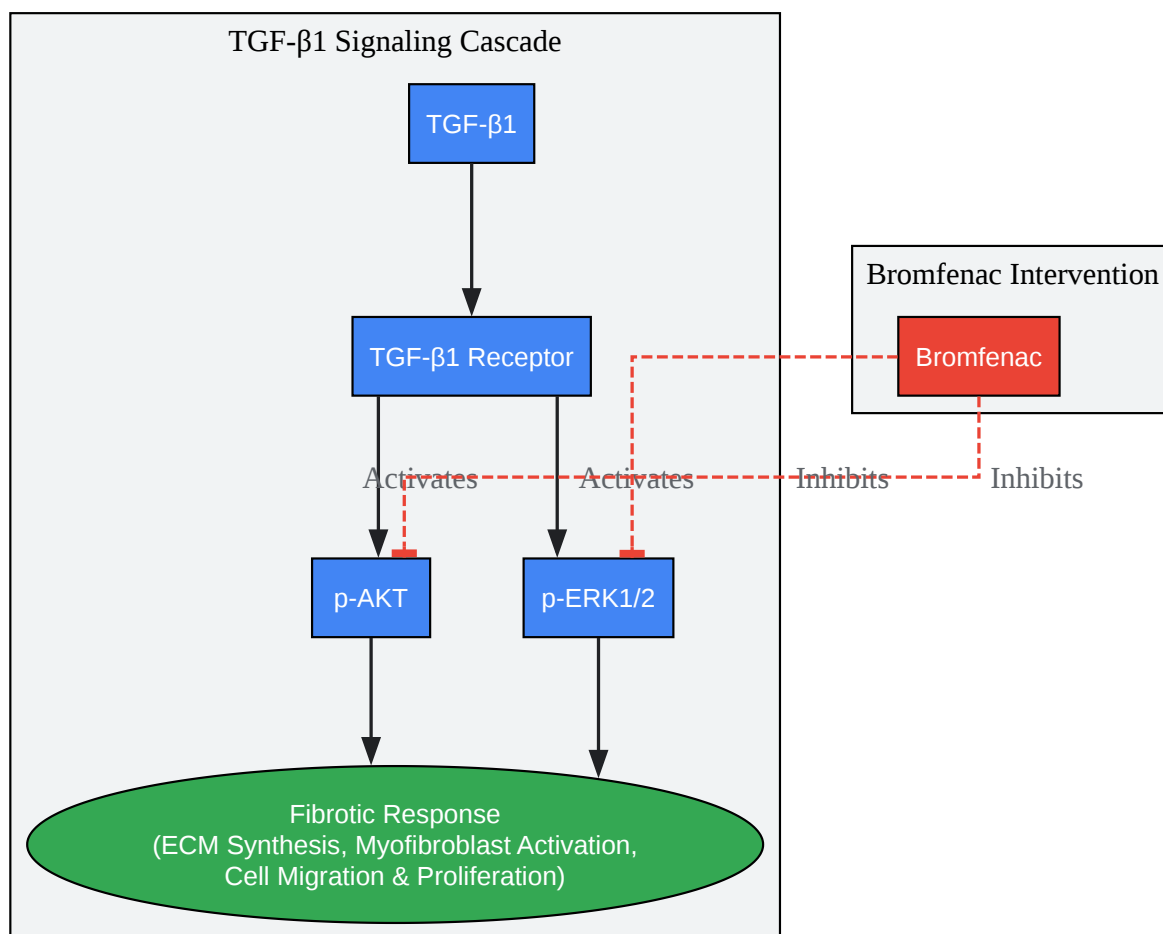 TGF-β1 Signaling Cascade
TGF-β1
Bromfenac Intervention
TGF-β1 Receptor
Bromfenac
Activates
Activates
Inhibits
Inhibits
p-AKT
p-ERK1/2
Fibrotic Response
(ECM Synthesis, Myofibroblast Activation,
Cell Migration & Proliferation)